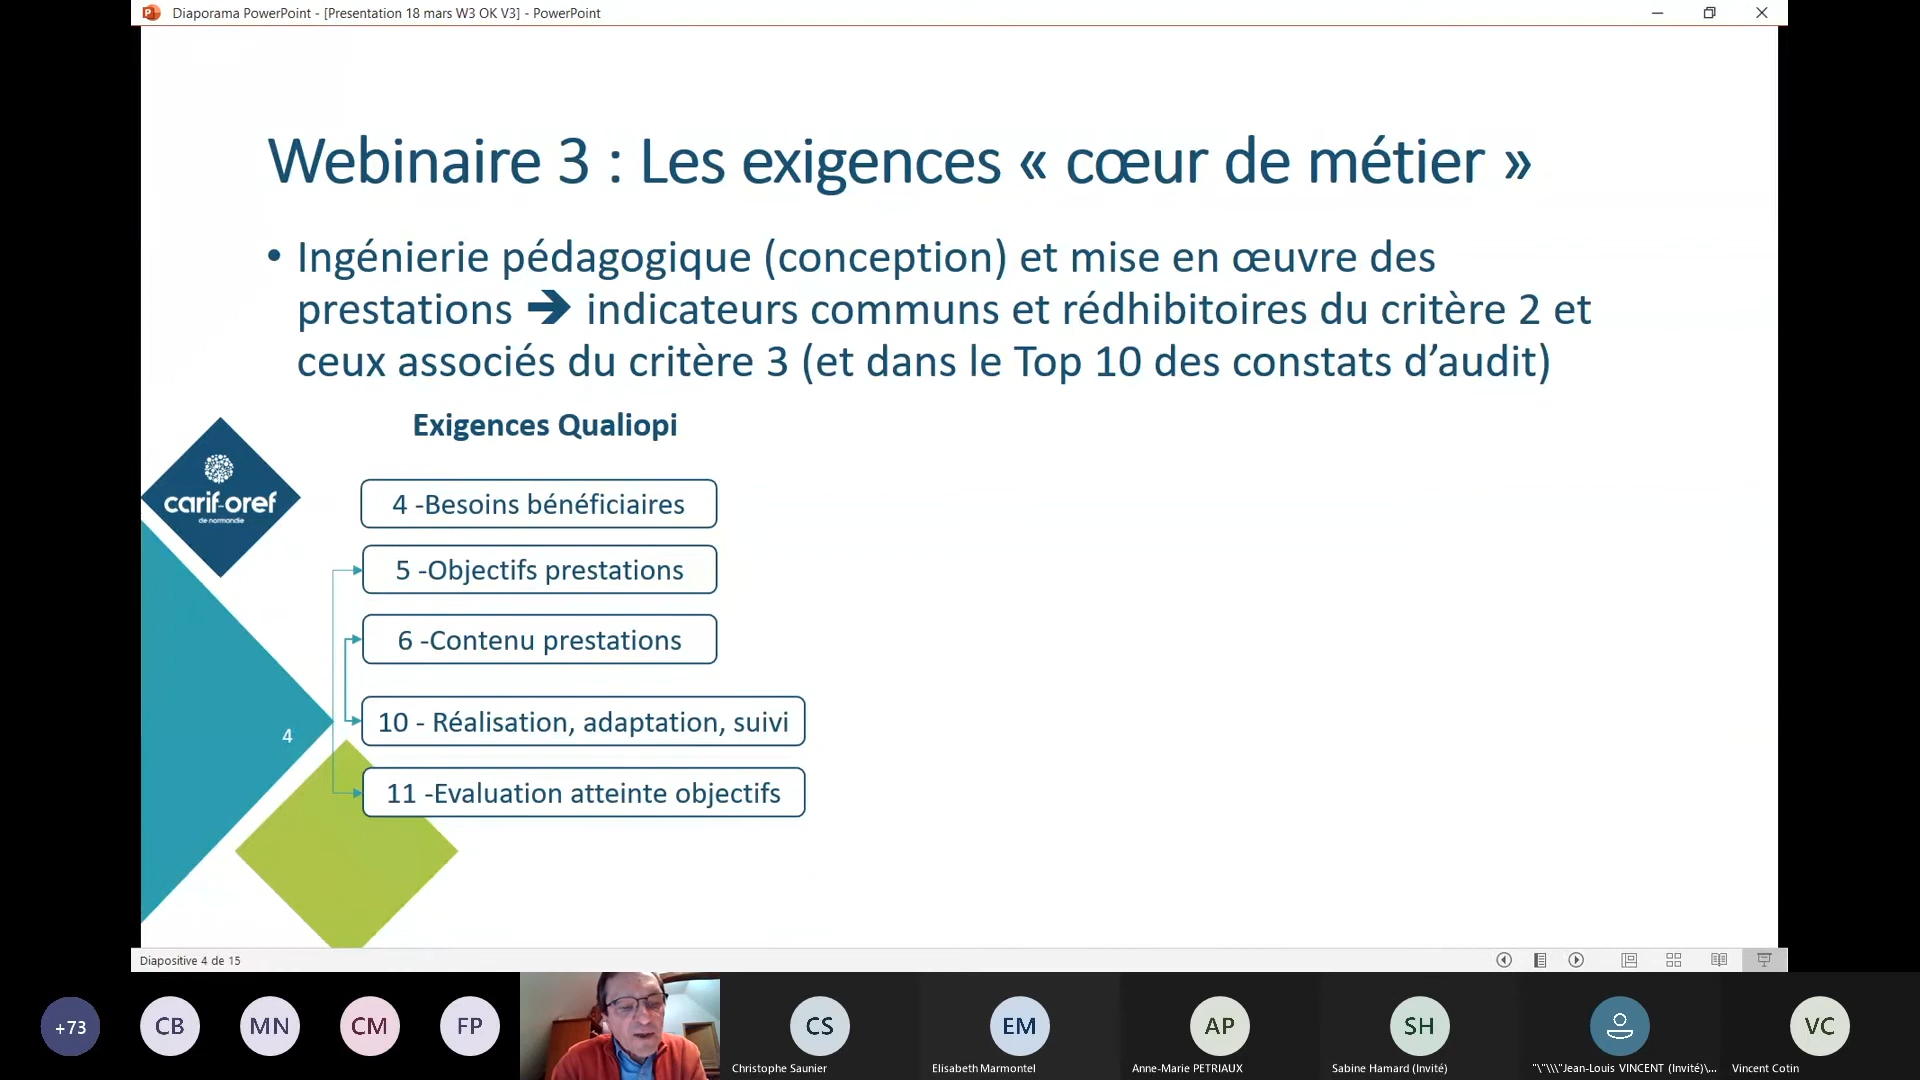 Diaporama PowerPoint - [Presentation 18 mars W3 OK V3] - PowerPoint
Webinaire 3 : Les exigences « cœur de métier »
• Ingénierie pédagogique (conception) et mise en œuvre des
prestations ➔ indicateurs communs et rédhibitoires du critère 2 et
ceux associés du critère 3 (et dans le Top 10 des constats d’audit)
Exigences Qualiopi
carif-oref
de normandie
4 -Besoins bénéficiaires
5 -Objectifs prestations
6 -Contenu prestations
10 - Réalisation, adaptation, suivi
4
11 -Evaluation atteinte objectifs
Diapositive 4 de 15
+73
CB
MN
CM
FP
CS
EM
AP
SH
VC
Christophe Saunier
Elisabeth Marmontel
Anne-Marie PETRIAUX
Sabine Hamard (Invité)
"\"\\\"Jean-Louis VINCENT (Invité)\...
Vincent Cotin